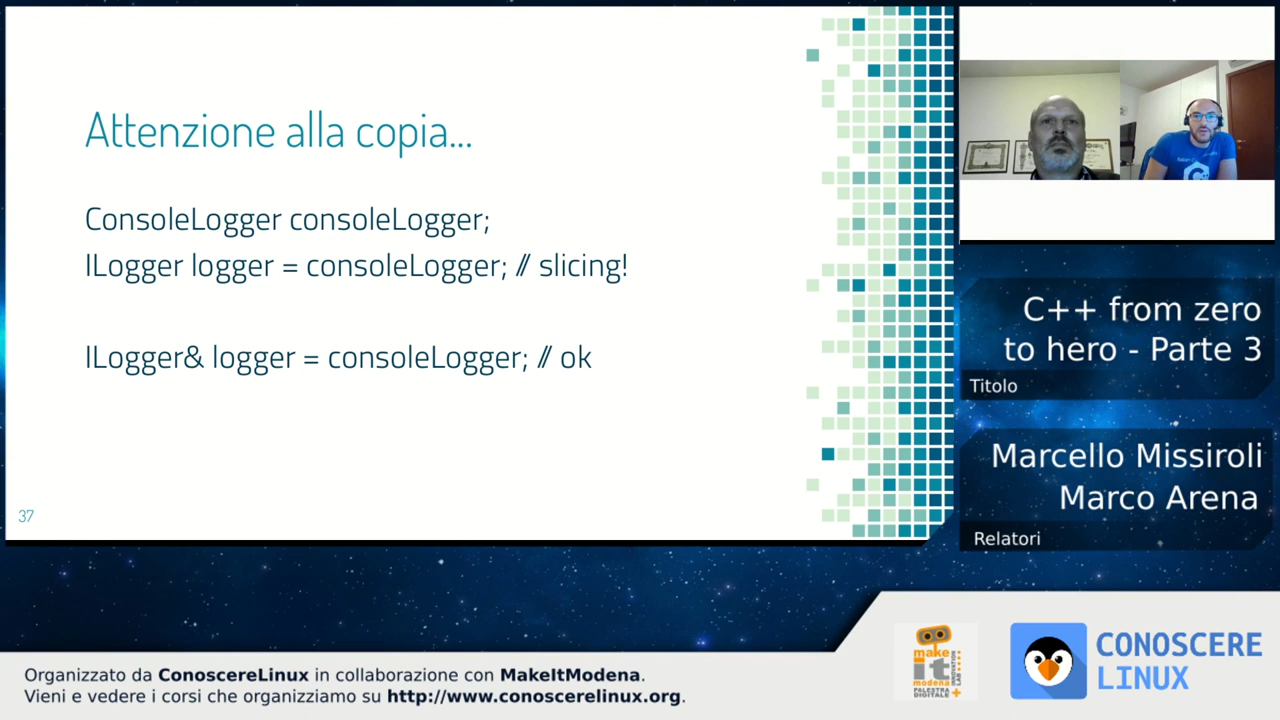 Attenzione alla copia...
ConsoleLogger consoleLogger;
ILogger logger = consoleLogger; // slicing!
ILogger& logger = consoleLogger; // ok
37
C++ from zero
to hero - Parte 3
Titolo
Marcello Missiroli
Marco Arena
Relatori
Organizzato da ConoscereLinux in collaborazione con MakeItModena.
Vieni e vedere i corsi che organizziamo su http://www.conoscerelinux.org.
make
it
modena
PALESTRA
DIGITALE
INNOVATION
LAB
CONOSCERE
LINUX